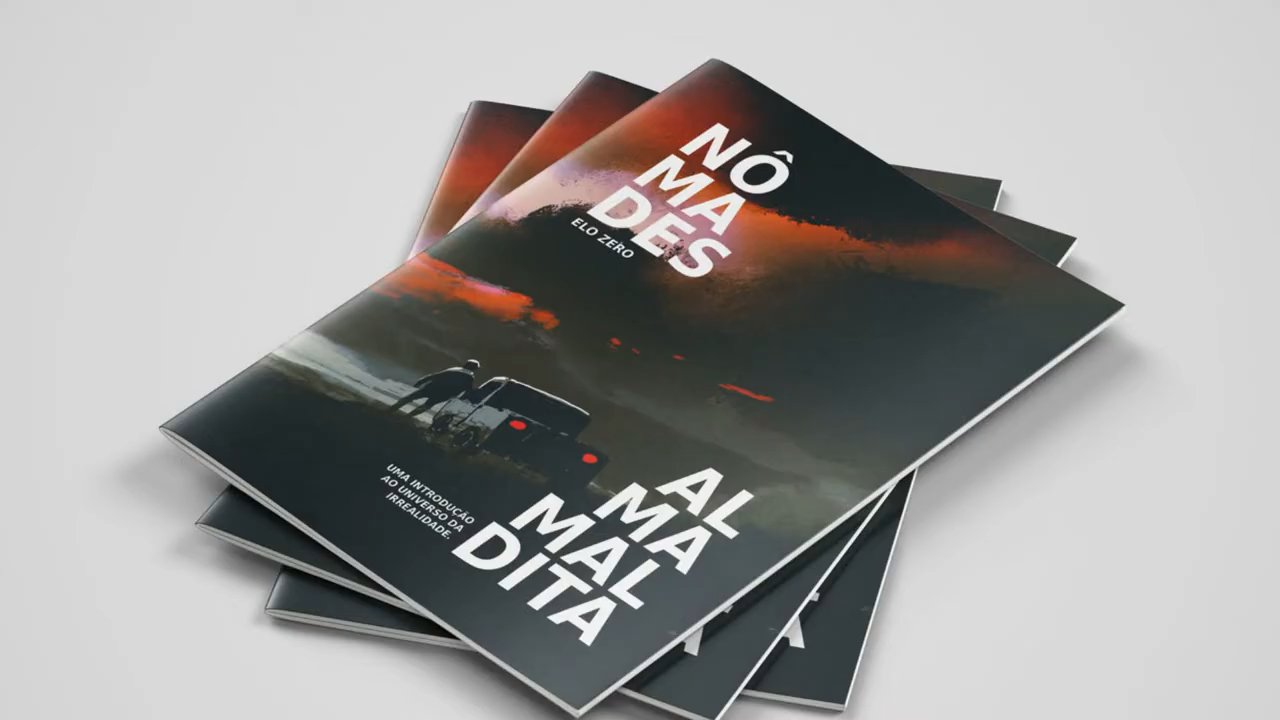 NÔ
MA
DES
ELO ZERO
AL
MA
MAL
DITA
UMA INTRODUÇÃO
AO UNIVERSO DA
IRREALIDADE.